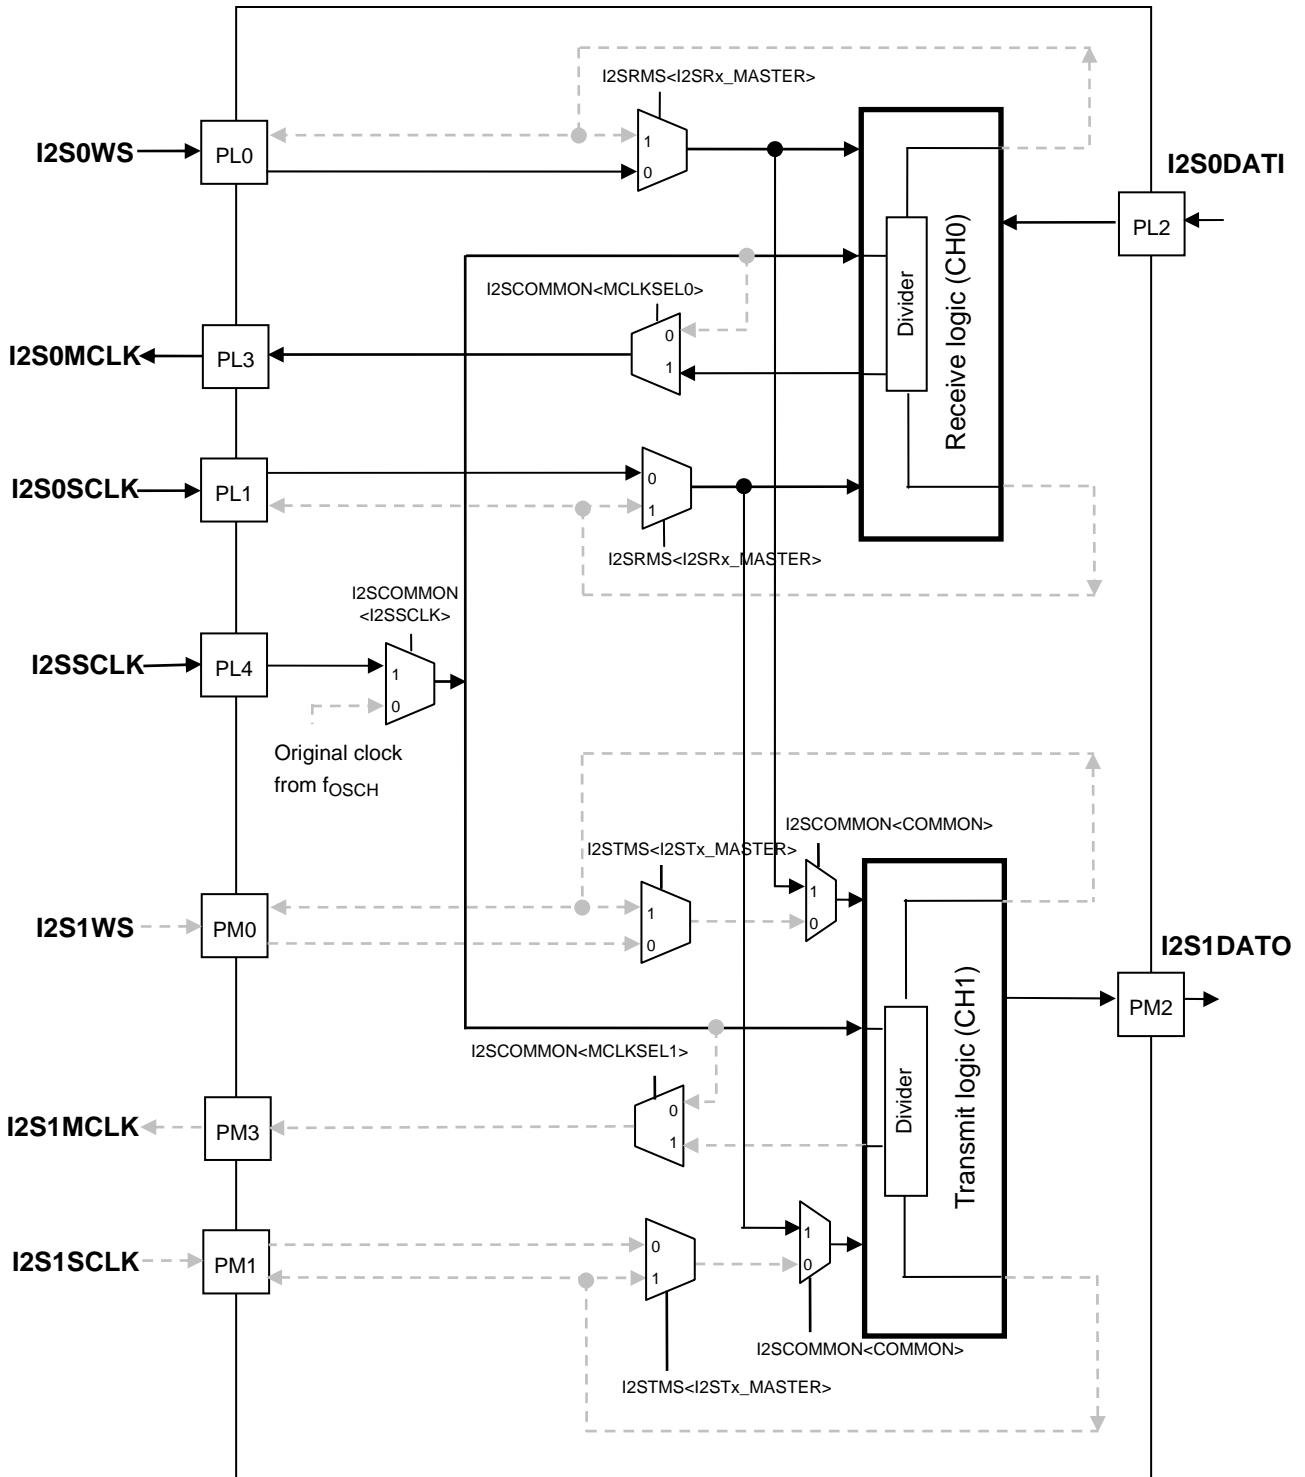 I2SRMS<I2SRx_MASTER>
I2S0WS
PL0
1
0
I2S0DATI
PL2
Receive logic (CH0)
Divider
I2SCOMMON<MCLKSEL0>
0
1
I2S0MCLK
PL3
I2S0SCLK
PL1
0
1
I2SRMS<I2SRx_MASTER>
I2SCOMMON
<I2SSCLK>
I2SSCLK
PL4
1
0
Original clock
from fOSCH
I2SCOMMON<COMMON>
I2STMS<I2STx_MASTER>
1
0
1
0
I2S1WS
PM0
I2S1DATO
PM2
Transmit logic (CH1)
Divider
I2SCOMMON<MCLKSEL1>
0
1
I2S1MCLK
PM3
I2S1SCLK
PM1
0
1
1
0
I2SCOMMON<COMMON>
I2STMS<I2STx_MASTER>